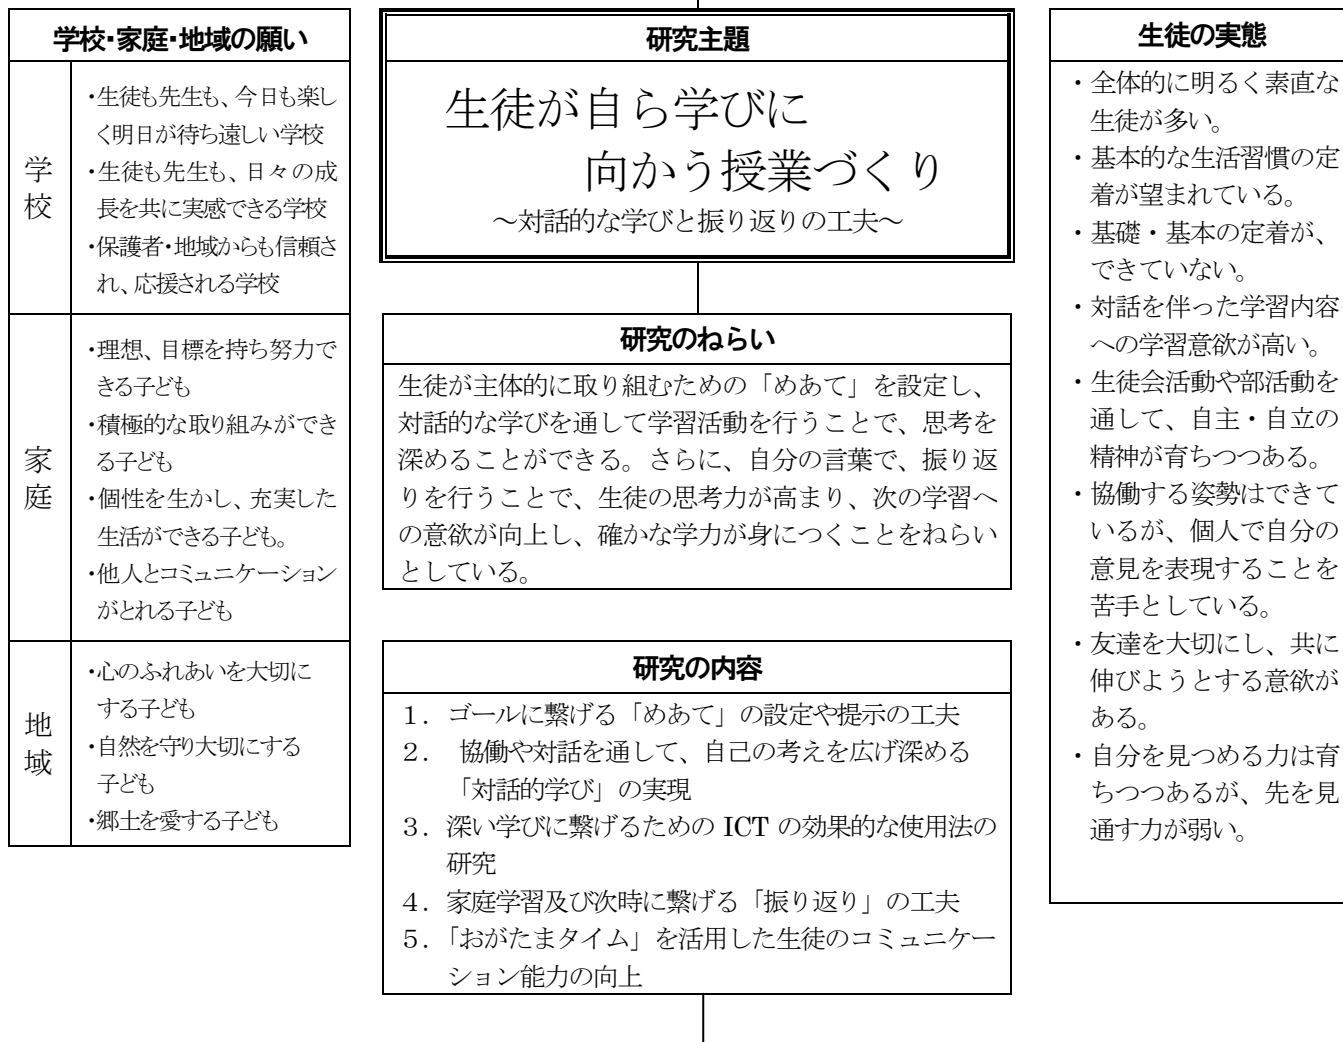 学校・家庭・地域の願い
学校
・生徒も先生も、今日も楽し
く明日が待ち遠しい学校
・生徒も先生も、日々の成
長を共に実感できる学校
・保護者・地域からも信頼さ
れ、応援される学校
家庭
・理想、目標を持ち努力で
きる子ども
・積極的な取り組みができ
る子ども
・個性を生かし、充実した
生活ができる子ども。
・他人とコミュニケーション
がとれる子ども
地域
・心のふれあいを大切に
する子ども
・自然を守り大切にする
子ども
・郷土を愛する子ども
研究主題
生徒が自ら学びに
向かう授業づくり
～対話的な学びと振り返りの工夫～
研究のねらい
生徒が主体的に取り組むための「めあて」を設定し、
対話的な学びを通して学習活動を行うことで、思考を
深めることができる。さらに、自分の言葉で、振り返
りを行うことで、生徒の思考力が高まり、次の学習へ
の意欲が向上し、確かな学力が身につくことをねらい
としている。
研究の内容
１．ゴールに繋げる「めあて」の設定や提示の工夫
２．　協働や対話を通して、自己の考えを広げ深める
「対話的学び」の実現
３．深い学びに繋げるための ICT の効果的な使用法の
研究
４．家庭学習及び次時に繋げる「振り返り」の工夫
５．「おがたまタイム」を活用した生徒のコミュニケー
ション能力の向上
生徒の実態
・全体的に明るく素直な
生徒が多い。
・基本的な生活習慣の定
着が望まれている。
・基礎・基本の定着が、
できていない。
・対話を伴った学習内容
への学習意欲が高い。
・生徒会活動や部活動を
通して、自主・自立の
精神が育ちつつある。
・協働する姿勢はできて
いるが、個人で自分の
意見を表現することを
苦手としている。
・友達を大切にし、共に
伸びようとする意欲が
ある。
・自分を見つめる力は育
ちつつあるが、先を見
通す力が弱い。